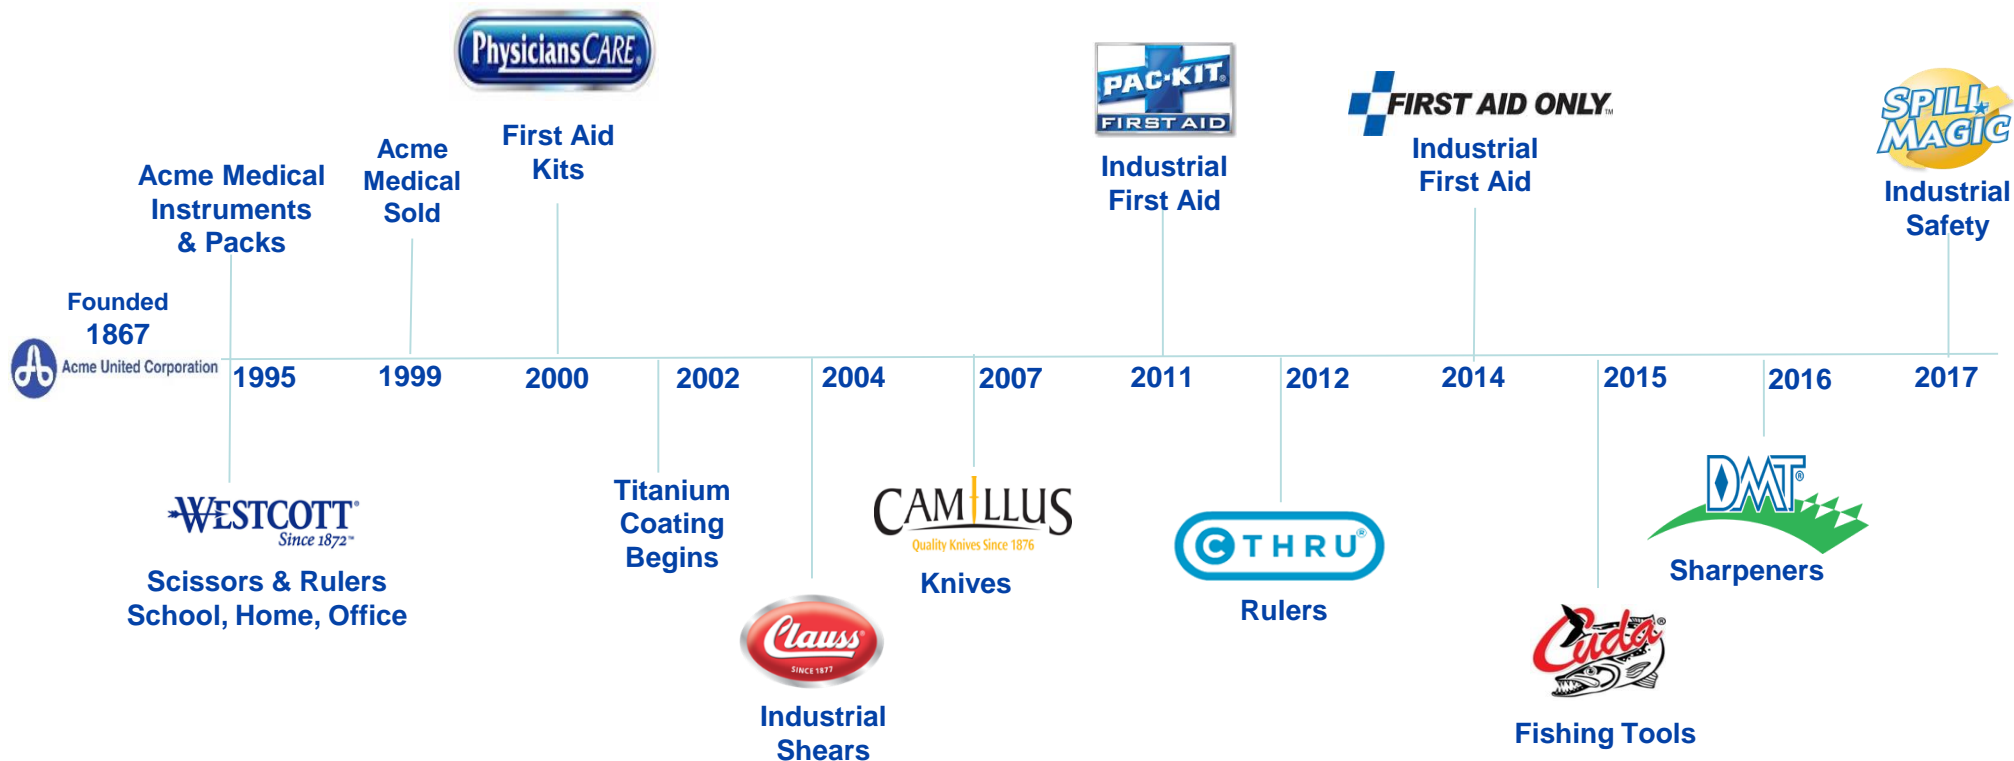 Founded
1867
Acme United Corporation
Acme Medical
Instruments
& Packs
1995
WESTCOTT®
Since 1872™
Scissors & Rulers
School, Home, Office
Acme
Medical
Sold
1999
PhysiciansCARE®
First Aid
Kits
2000
2002
Titanium
Coating
Begins
2004
Clauss®
SINCE 1877
Industrial
Shears
2007
CAMILLUS
Quality Knives Since 1876
Knives
PAC-KIT®
FIRST AID
Industrial
First Aid
2011
2012
C THRU®
Rulers
FIRST AID ONLY™
Industrial
First Aid
2014
2015
Cuda®
Fishing Tools
2016
DMT®
Sharpeners
SPILL
MAGIC
Industrial
Safety
2017